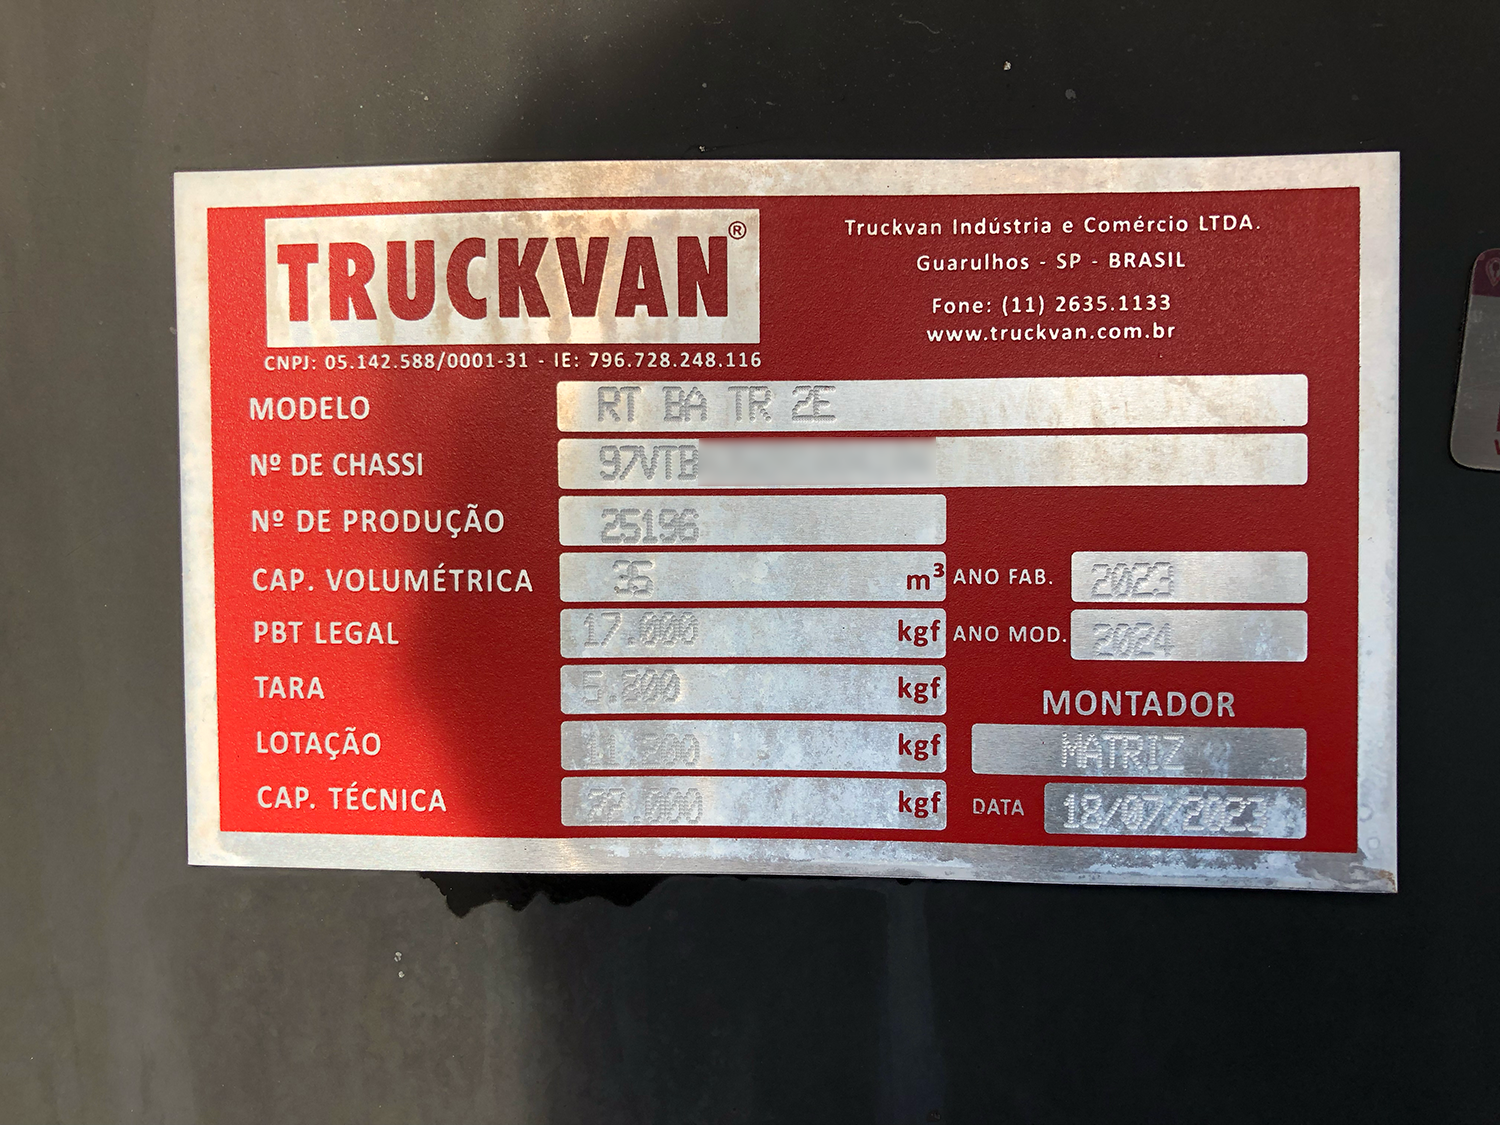 TRUCKVAN®
CNPJ: 05.142.588/0001-31 - IE: 796.728.248.116
Truckvan Indústria e Comércio LTDA.
Guarulhos - SP - BRASIL
Fone: (11) 2635.1133
www.truckvan.com.br
MODELO RT BA TR 2E
Nº DE CHASSI 97VTB
Nº DE PRODUÇÃO 25196
CAP. VOLUMÉTRICA 35 m³ ANO FAB. 2023
PBT LEGAL 17.000 kgf ANO MOD. 2024
TARA kgf
LOTAÇÃO kgf
CAP. TÉCNICA kgf
MONTADOR
MATRIZ
DATA 18/07/2023